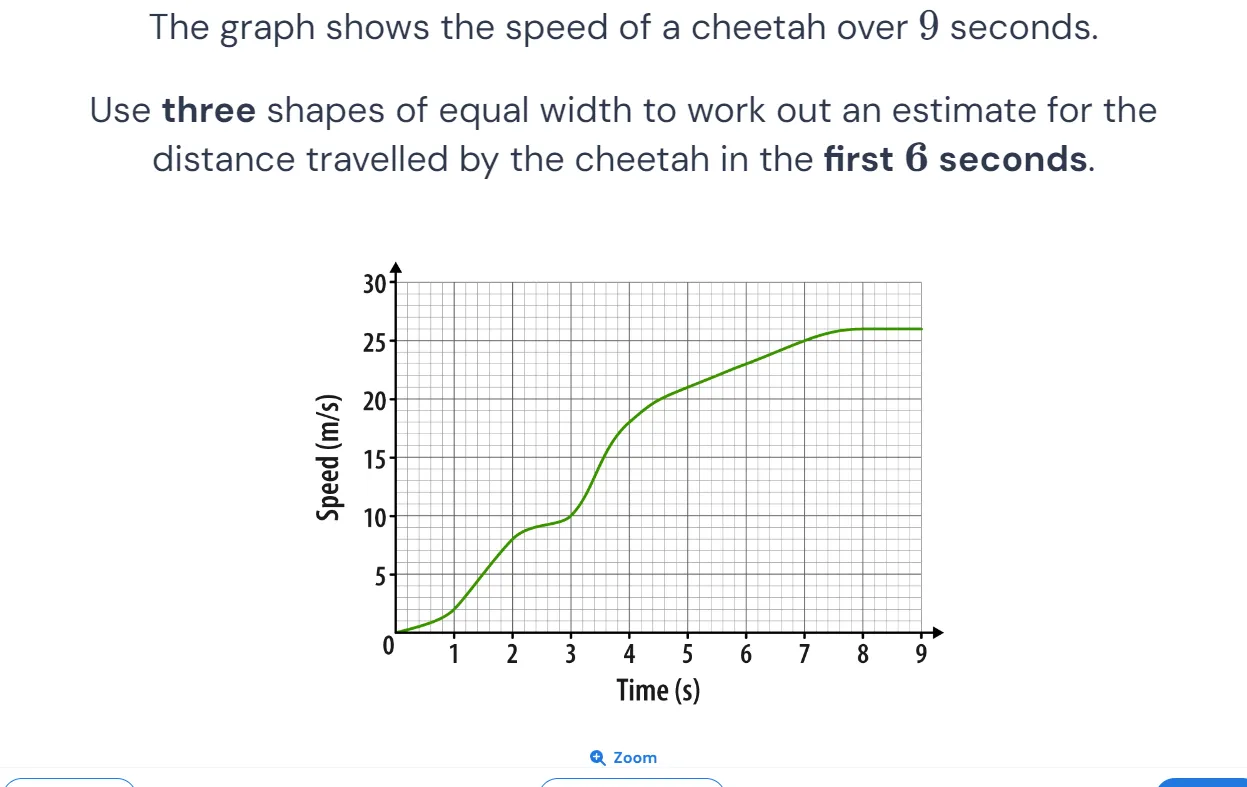 The graph shows the speed of a cheetah over 9 seconds.
Use three shapes of equal width to work out an estimate for the
distance travelled by the cheetah in the first 6 seconds.
30
25
20
15
10
5
0
Speed (m/s)
1 2 3 4 5 6 7 8 9
Time (s)
Zoom